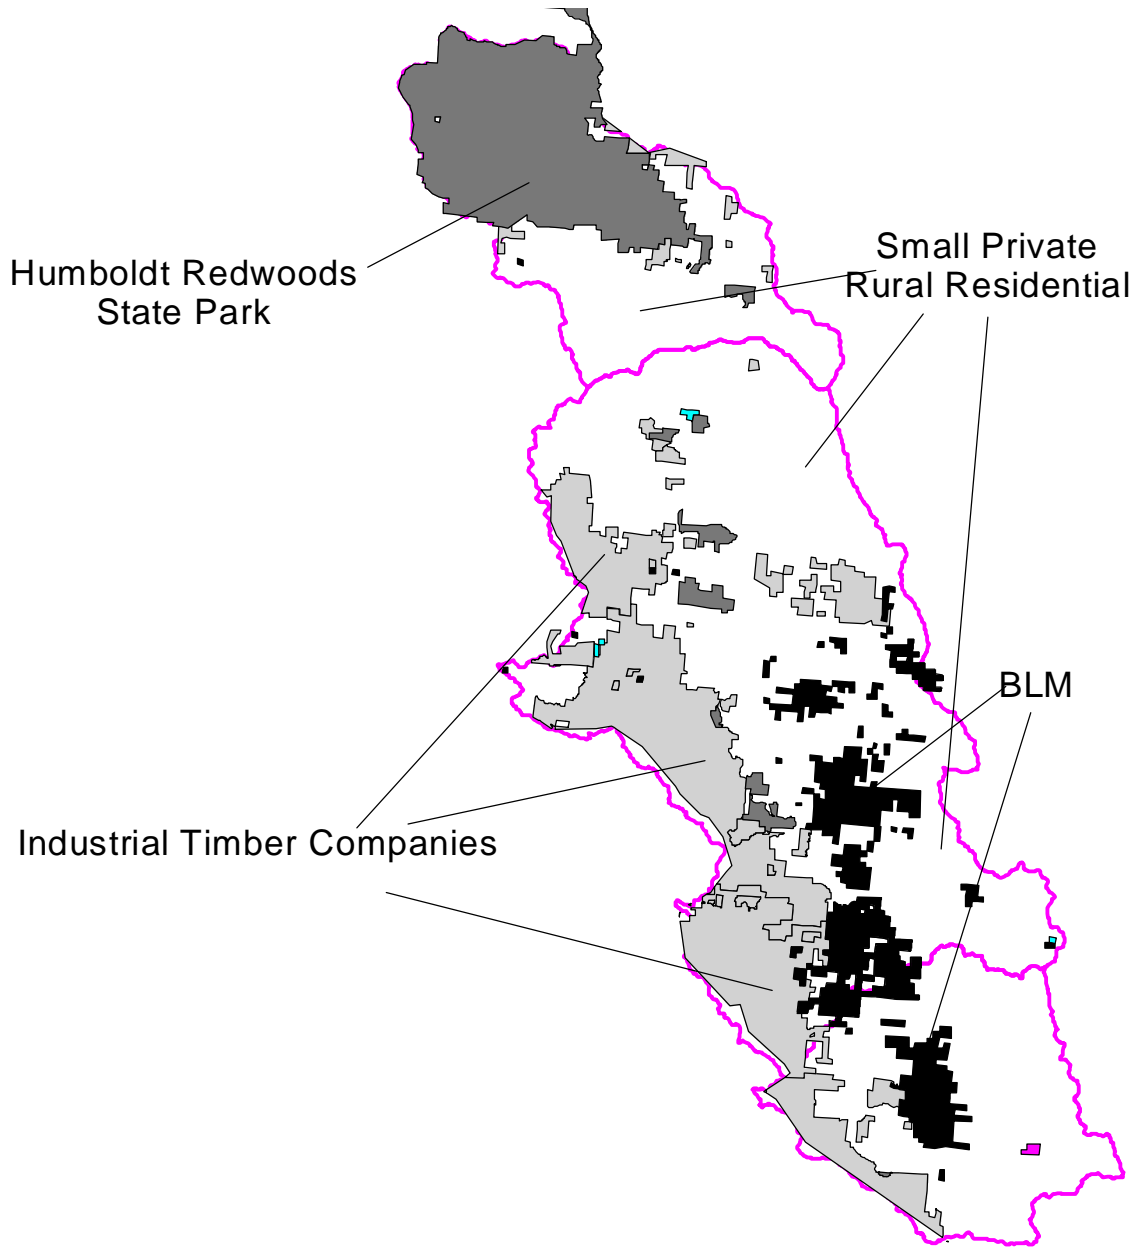 Small Private
Rural Residential
Humboldt Redwoods
State Park
BLM
Industrial Timber Companies